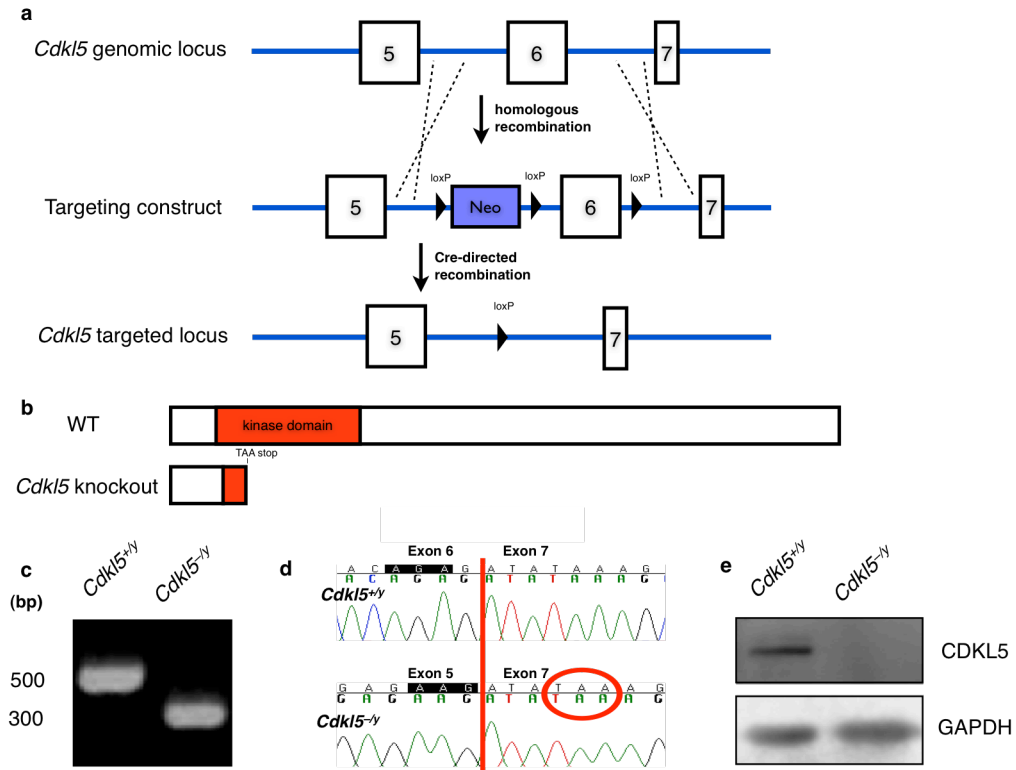 a
Cdkl5 genomic locus
5
6
7
homologous
recombination
Targeting construct
5
loxP
Neo
loxP
6
loxP
7
Cre-directed
recombination
Cdkl5 targeted locus
5
loxP
7
b
WT
kinase domain
TAA stop
Cdkl5 knockout
c
(bp)
Cdkl5+/y
Cdkl5–/y
500
300
d
Exon 6 Exon 7
A C A G A G A T A T A A A G
A C A G A G A T A T A A A G
Cdkl5+/y
Exon 5 Exon 7
G A G A A G A T A T A A A G
G A G A A G A T A T A A A G
Cdkl5–/y
e
Cdkl5+/y
Cdkl5–/y
CDKL5
GAPDH